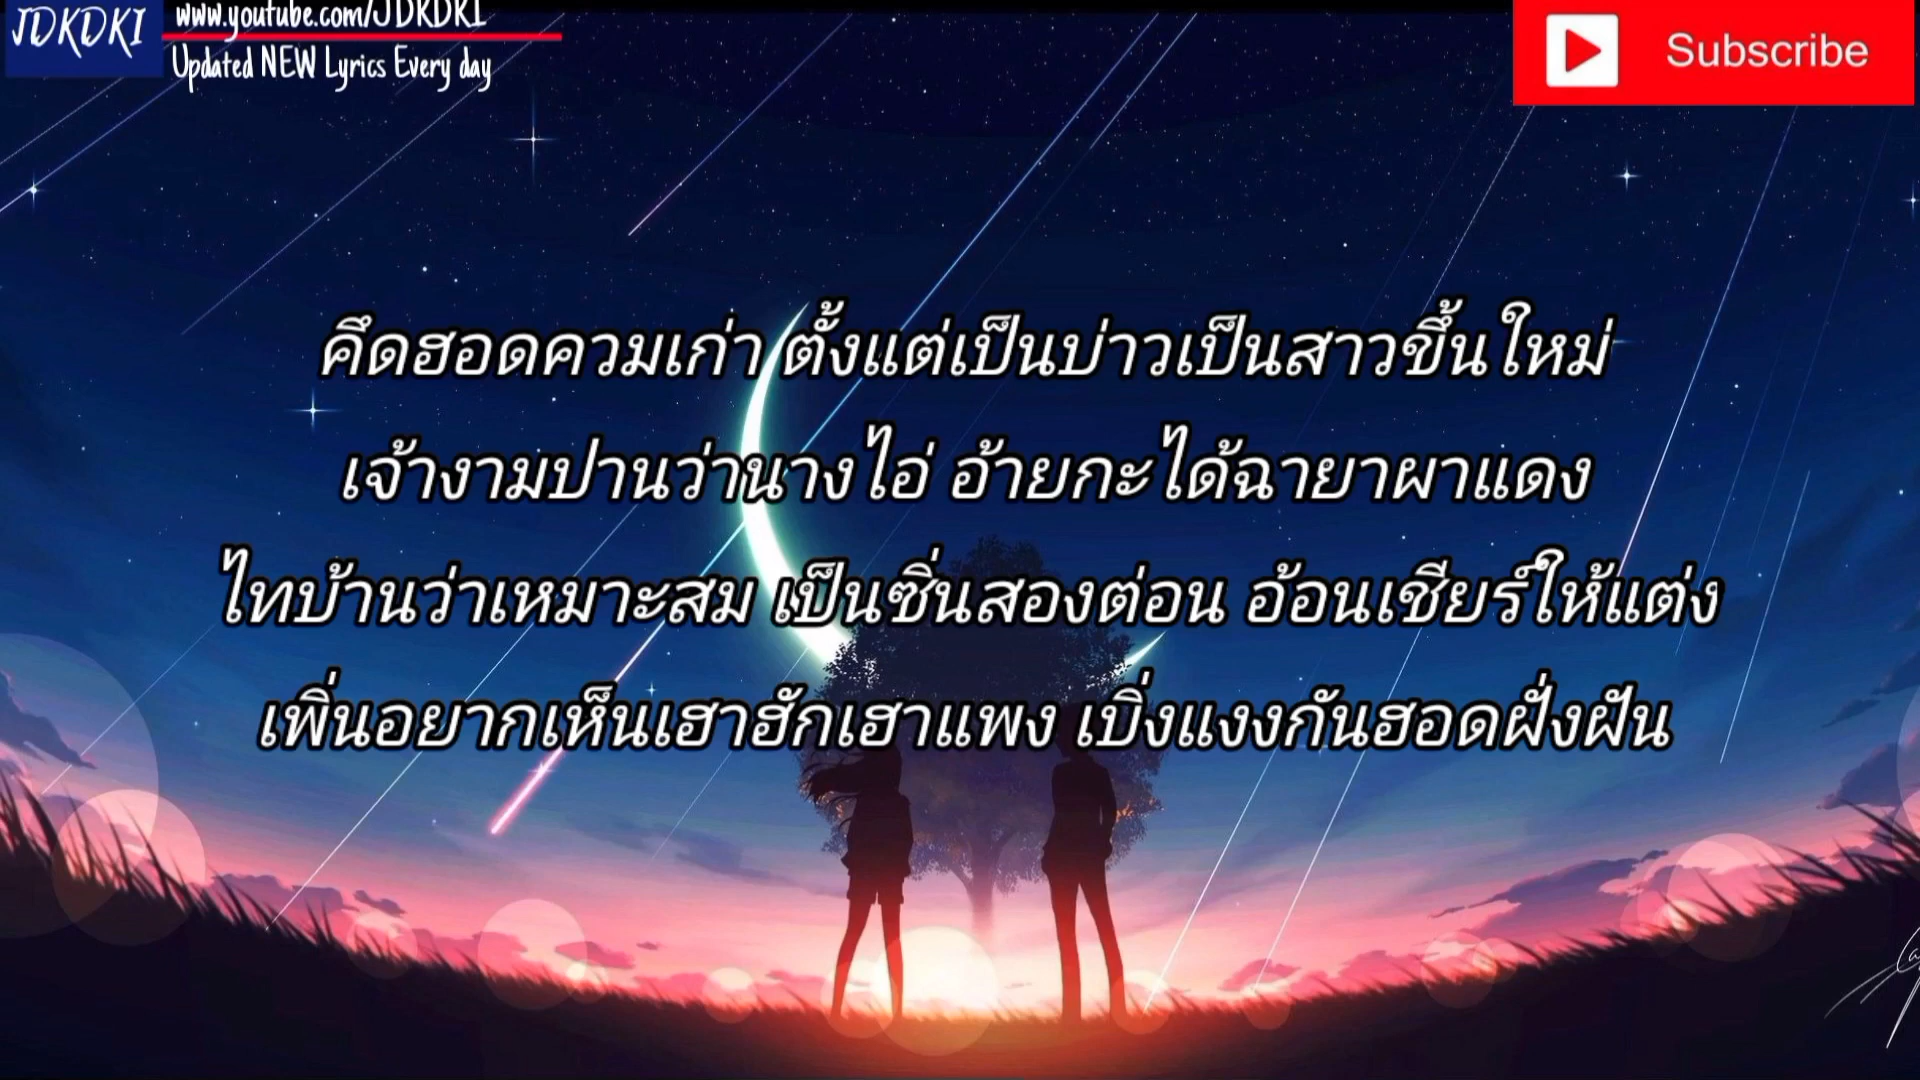 JDKDKI
www.youtube.com/JDKDKI
Updated NEW Lyrics Every day
Subscribe
คึดฮอดควมเก่า ตั้งแต่เป็นบ่าวเป็นสาวขึ้นใหม่
เจ้างามปานว่านางไอ่ อ้ายกะได้ฉายาผาแดง
ไทบ้านว่าเหมาะสม เป็นซิ่นสองต่อน อ้อนเชียร์ให้แต่ง
เพิ่นอยากเห็นเฮาฮักเฮาแพง เบิ่งแงงกันฮอดฝั่งฝัน